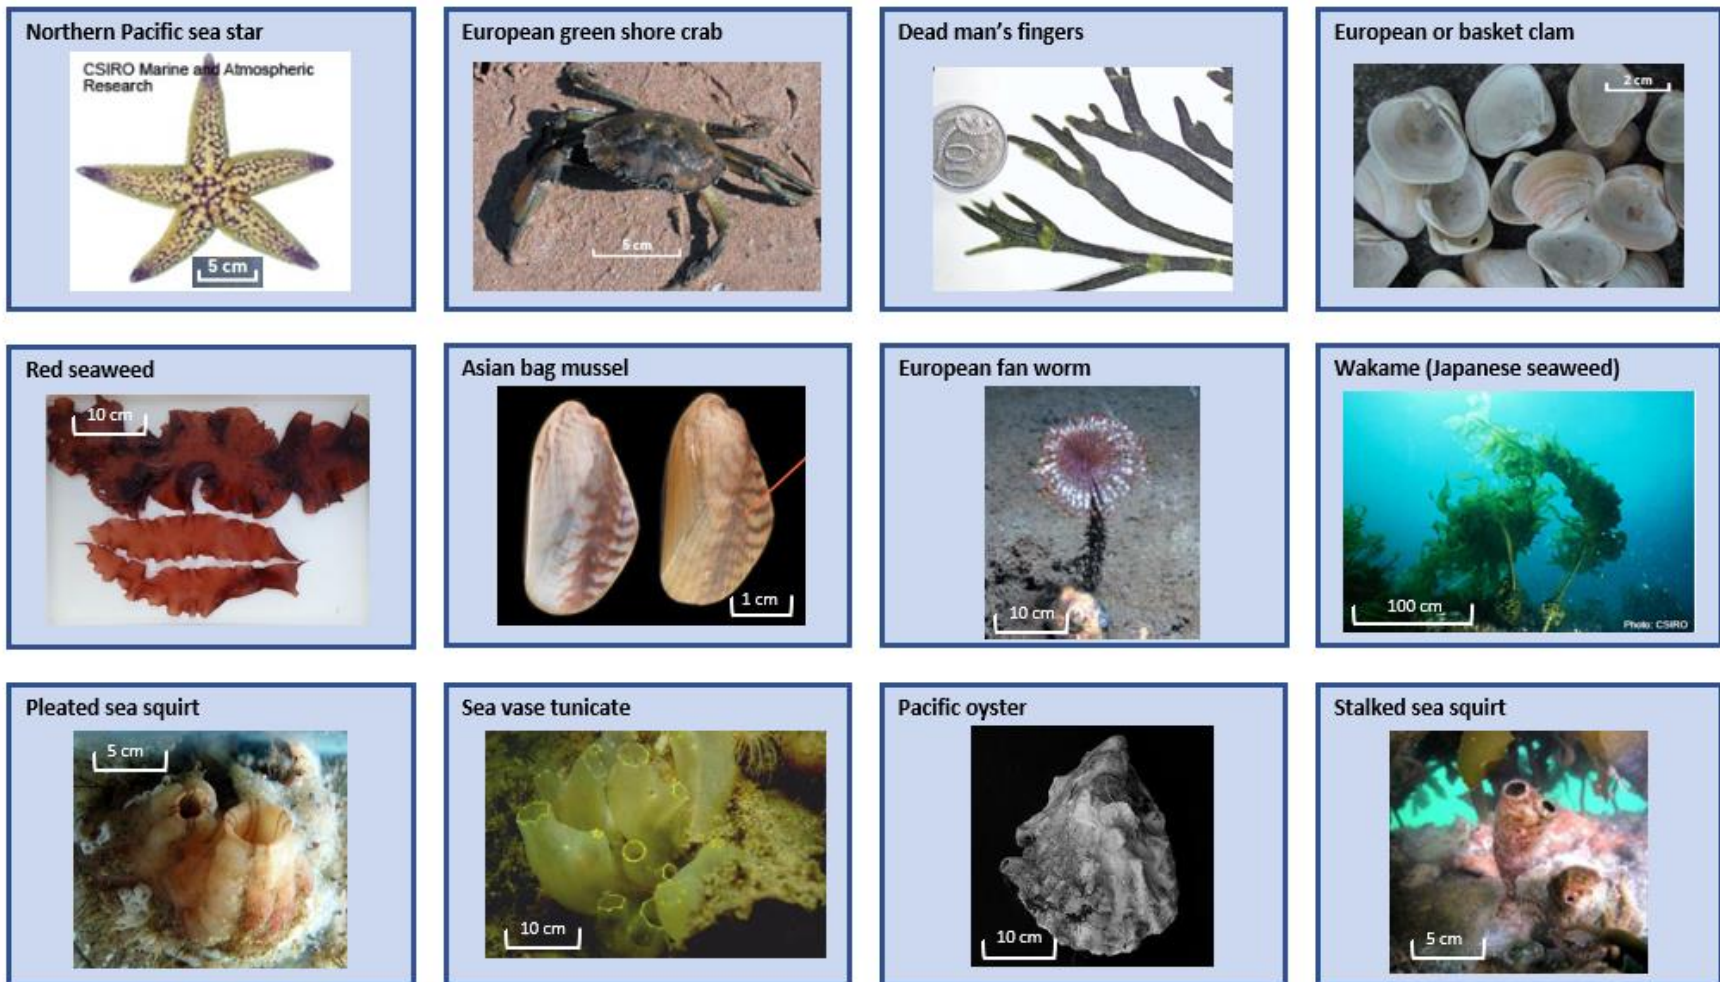 Northern Pacific sea star
CSIRO Marine and Atmospheric
Research
5 cm
European green shore crab
5 cm
Dead man's fingers
10
European or basket clam
2 cm
Red seaweed
10 cm
Asian bag mussel
1 cm
European fan worm
10 cm
Wakame (Japanese seaweed)
100 cm
Photo: CSIRO
Pleated sea squirt
5 cm
Sea vase tunicate
10 cm
Pacific oyster
10 cm
Stalked sea squirt
5 cm